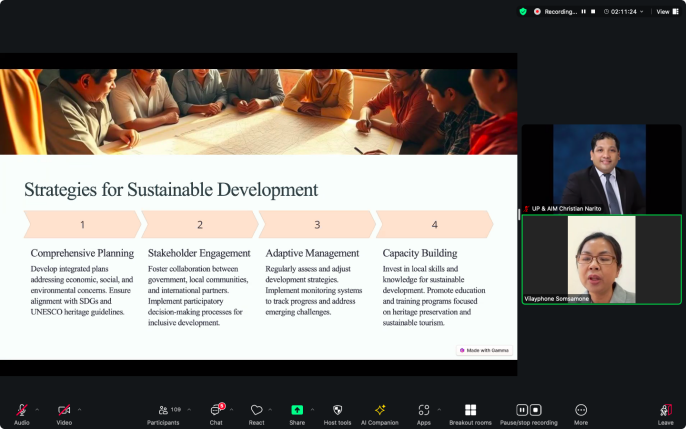 Recording...
02:11:24
View
Strategies for Sustainable Development
1
2
3
4
Comprehensive Planning
Develop integrated plans
addressing economic, social, and
environmental concerns. Ensure
alignment with SDGs and
UNESCO heritage guidelines.
Stakeholder Engagement
Foster collaboration between
government, local communities,
and international partners.
Implement participatory
decision-making processes for
inclusive development.
Adaptive Management
Regularly assess and adjust
development strategies.
Implement monitoring systems
to track progress and address
emerging challenges.
Capacity Building
Invest in local skills and
knowledge for sustainable
development. Promote education
and training programs focused
on heritage preservation and
sustainable tourism.
Made with Gamma
UP & AIM Christian Narito
Vilayphone Somsamone
Audio
Video
Participants
109
Chat
React
Share
Host tools
AI Companion
Apps
Breakout rooms
Pause/stop recording
More
Leave